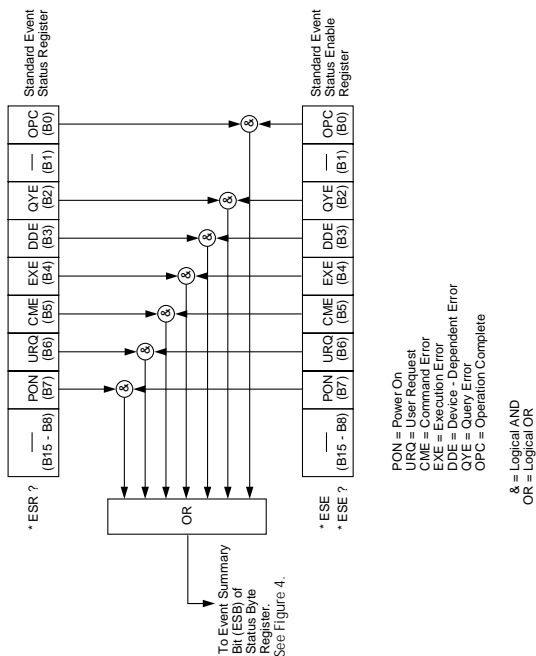 * ESR ?
—
(B15 - B8)
PON
(B7)
URQ
(B6)
CME
(B5)
EXE
(B4)
DDE
(B3)
QYE
(B2)
—
(B1)
OPC
(B0)
Standard Event
Status Register
&
&
&
&
&
&
&
OR
To Event Summary
Bit (ESB) of
Status Byte
Register.
See Figure 4.
* ESE
* ESE ?
—
(B15 - B8)
PON
(B7)
URQ
(B6)
CME
(B5)
EXE
(B4)
DDE
(B3)
QYE
(B2)
—
(B1)
OPC
(B0)
Standard Event
Status Enable
Register
PON = Power On
URQ = User Request
CME = Command Error
EXE = Execution Error
DDE = Device - Dependent Error
QYE = Query Error
OPC = Operation Complete
& = Logical AND
OR = Logical OR